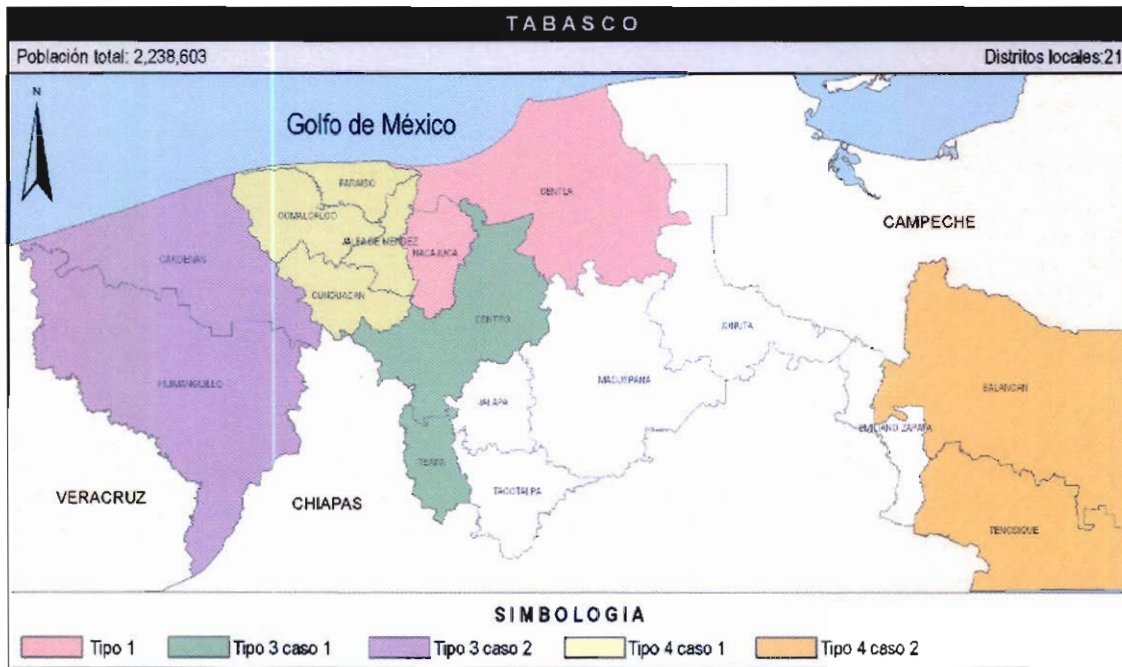 TABASCO
Población total: 2,238,603
Distritos locales:21
N
Golfo de México
PARAISO
CENTLA
COMALCALCO
CAMPECHE
JALPA DE MENDEZ
NACAJUCA
CARDENAS
CUNDUACAN
CENTRO
JONUTA
HUIMANGUILLO
MACUSPANA
BALANCAN
JALAPA
EMILIANO ZAPATA
TEAPA
VERACRUZ
CHIAPAS
TACOTALPA
TENOSIQUE
SIMBOLOGIA
Tipo 1
Tipo 3 caso 1
Tipo 3 caso 2
Tipo 4 caso 1
Tipo 4 caso 2